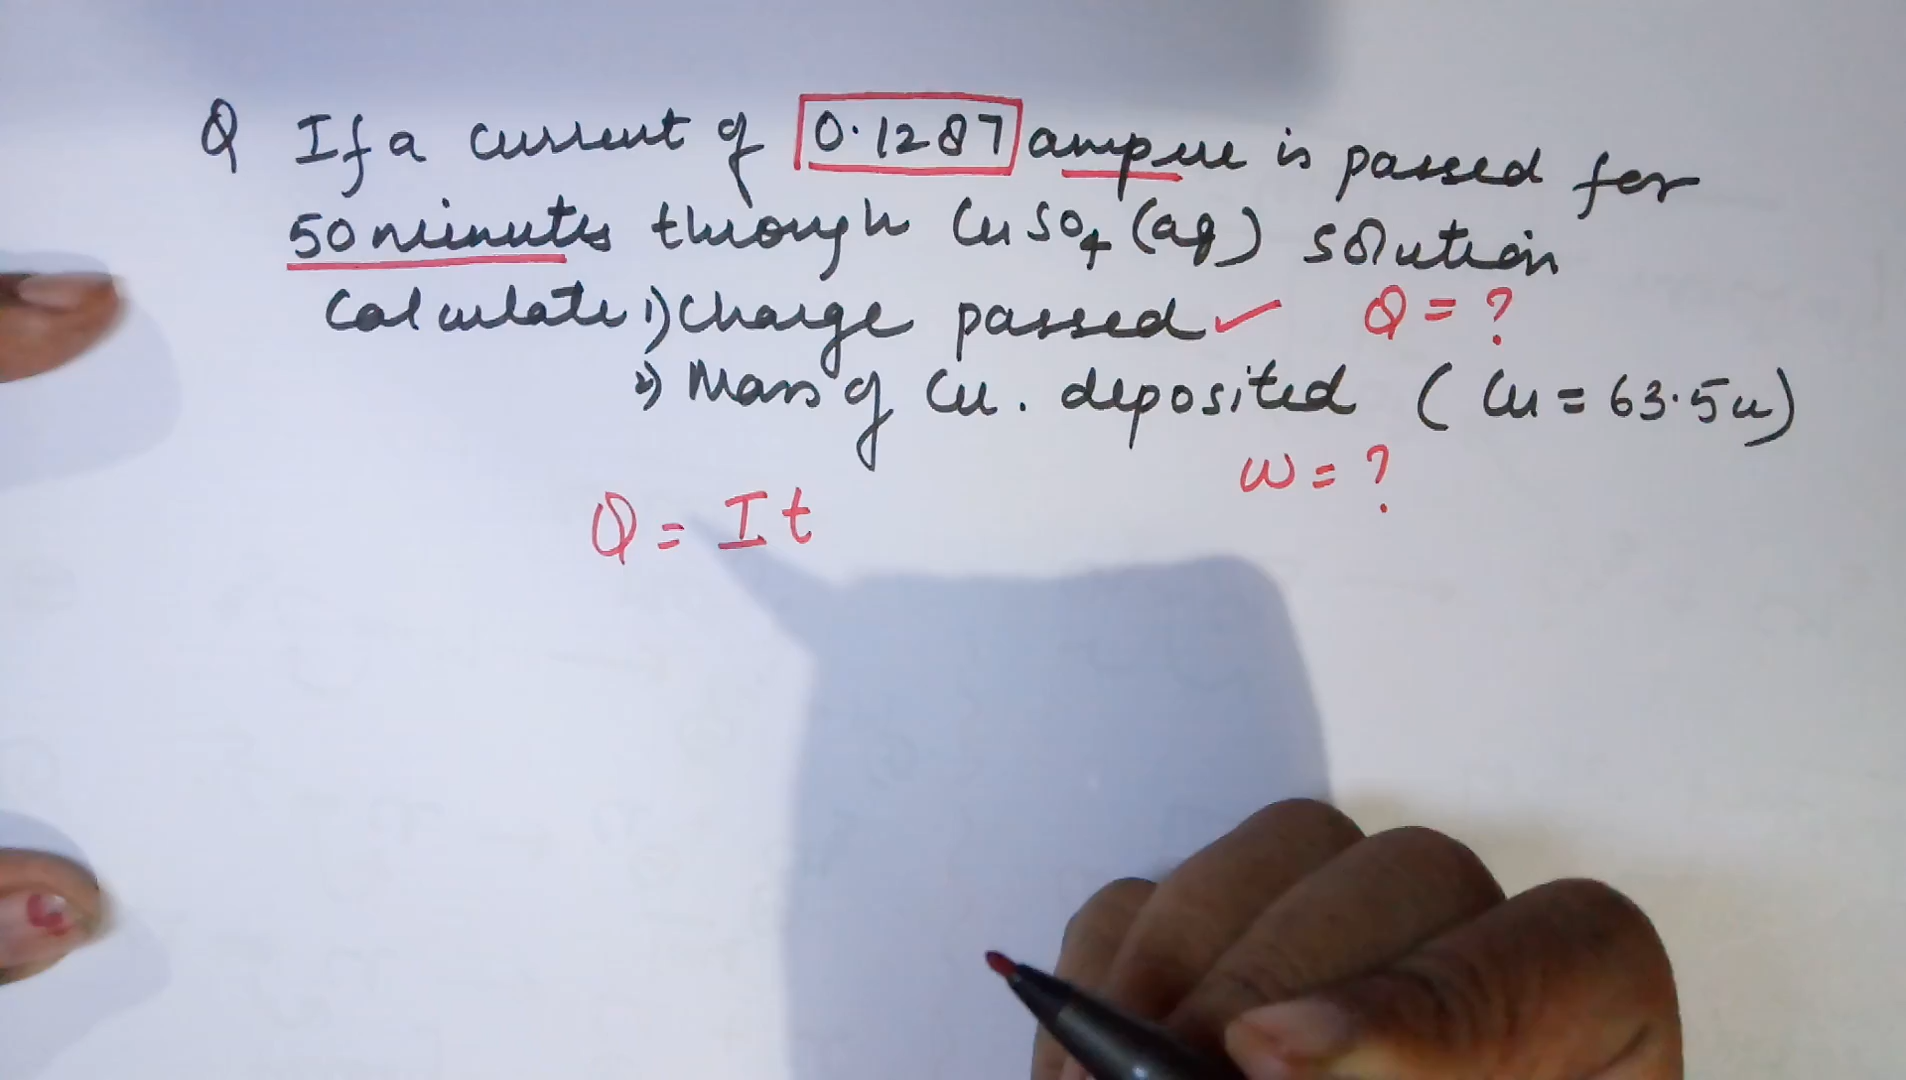 Q If a current of 0.1287 ampere is passed for
50 minutes through CuSO4 (aq) solution
Calculate 1) Charge passed ✓ Q = ?
2) Mass of Cu. deposited ( Cu = 63.5u)
w = ?
Q = It